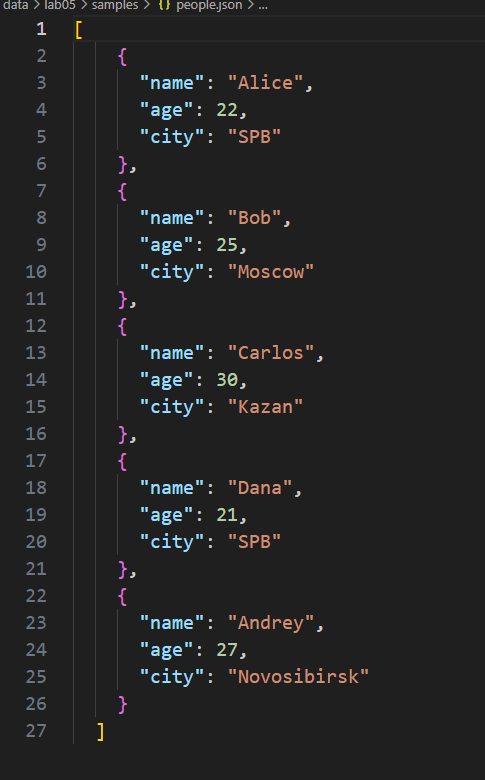 data > lab05 > samples > {} people.json > ...
1 [
2 {
3 "name": "Alice",
4 "age": 22,
5 "city": "SPB"
6 },
7 {
8 "name": "Bob",
9 "age": 25,
10 "city": "Moscow"
11 },
12 {
13 "name": "Carlos",
14 "age": 30,
15 "city": "Kazan"
16 },
17 {
18 "name": "Dana",
19 "age": 21,
20 "city": "SPB"
21 },
22 {
23 "name": "Andrey",
24 "age": 27,
25 "city": "Novosibirsk"
26 }
27 ]